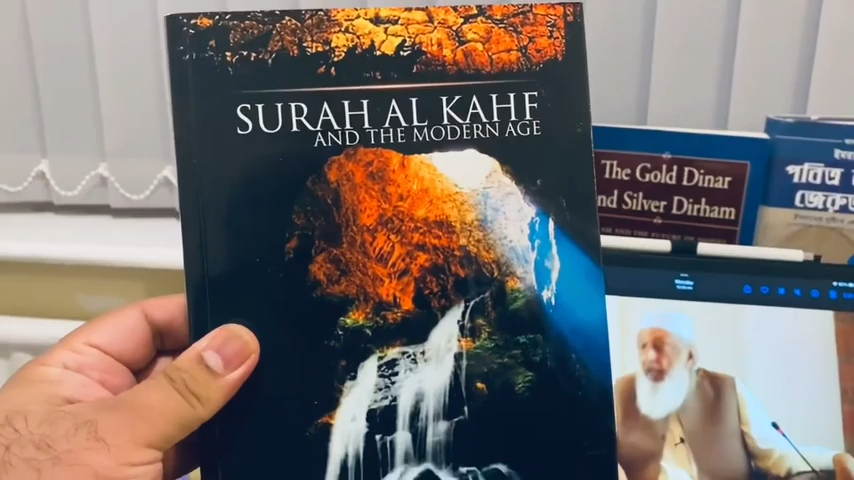 SURAH AL KAHF
AND THE MODERN AGE
The Gold Dinar
nd Silver Dirham
পবিত্র
জেরুজ